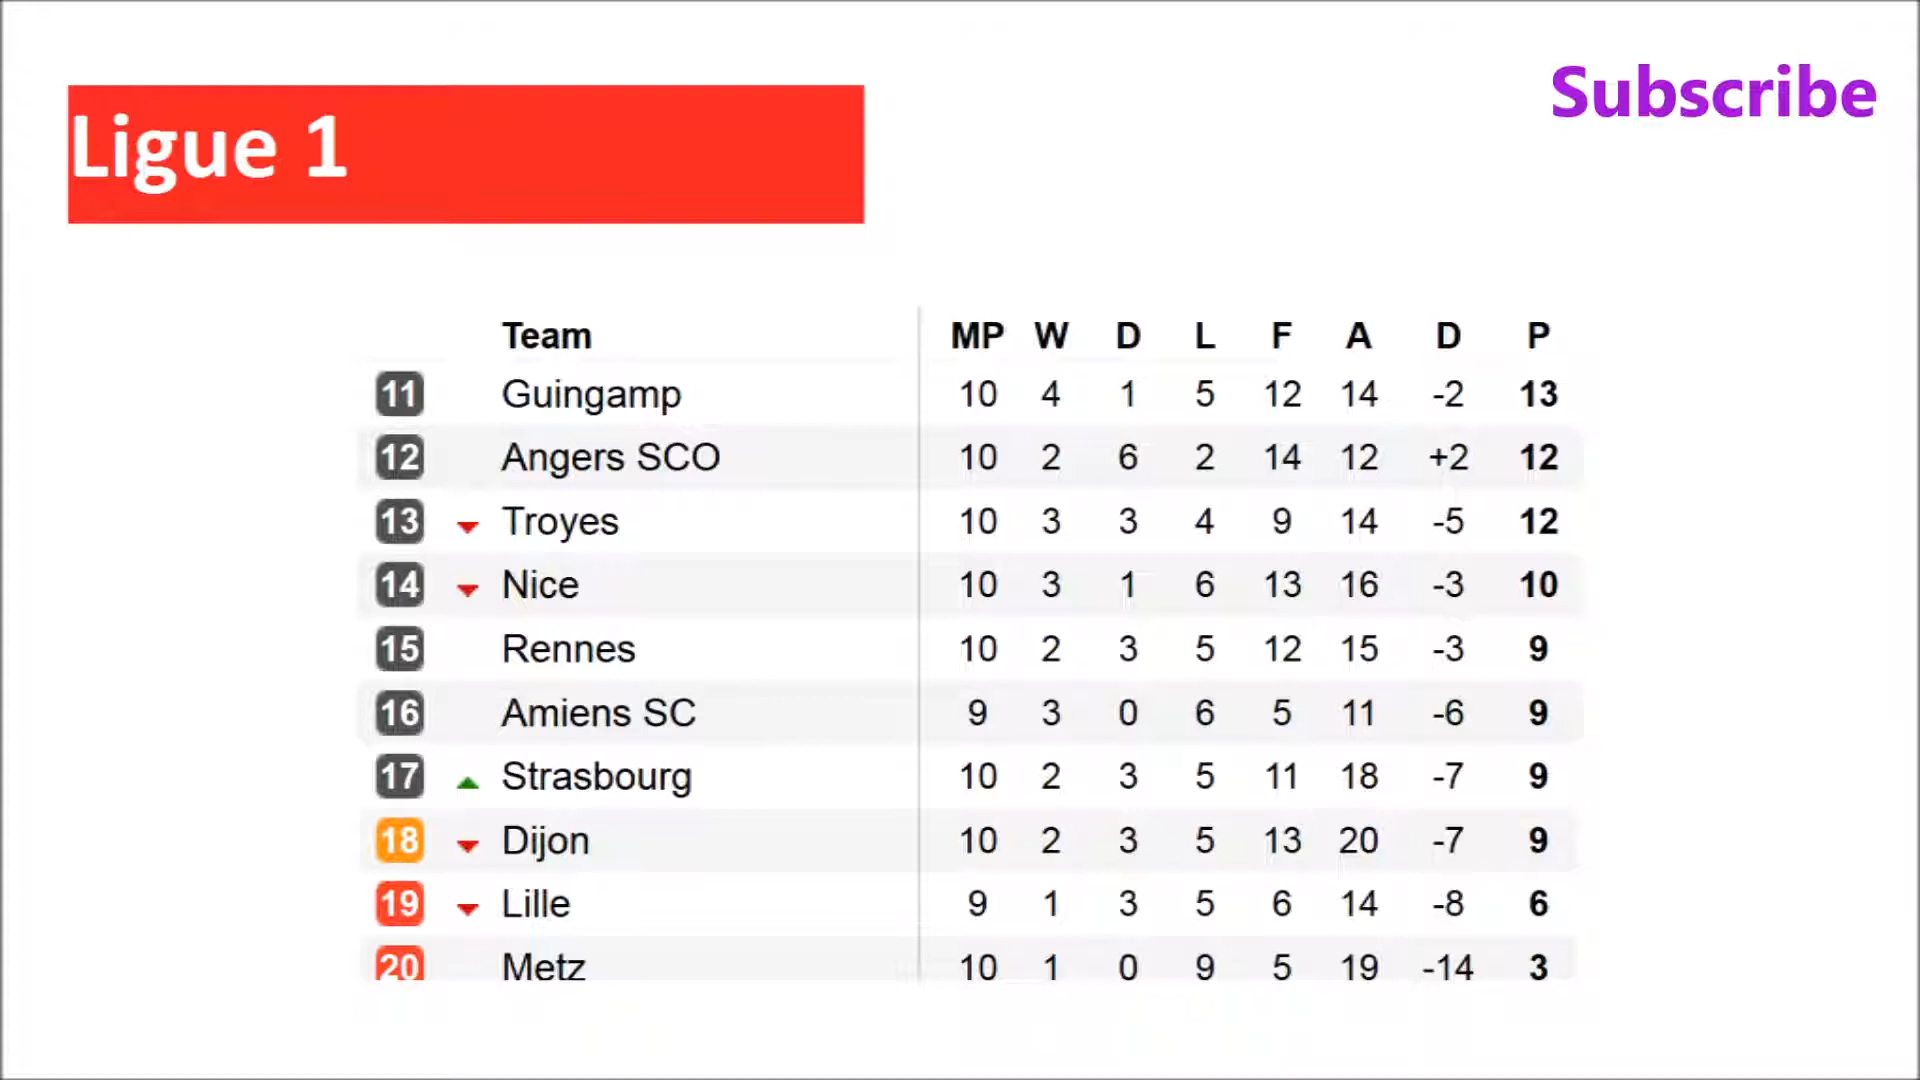 Subscribe
Ligue 1
Team MP W D L F A D P
11 Guingamp 10 4 1 5 12 14 -2 13
12 Angers SCO 10 2 6 2 14 12 +2 12
13 Troyes 10 3 3 4 9 14 -5 12
14 Nice 10 3 1 6 13 16 -3 10
15 Rennes 10 2 3 5 12 15 -3 9
16 Amiens SC 9 3 0 6 5 11 -6 9
17 Strasbourg 10 2 3 5 11 18 -7 9
18 Dijon 10 2 3 5 13 20 -7 9
19 Lille 9 1 3 5 6 14 -8 6
20 Metz 10 1 0 9 5 19 -14 3